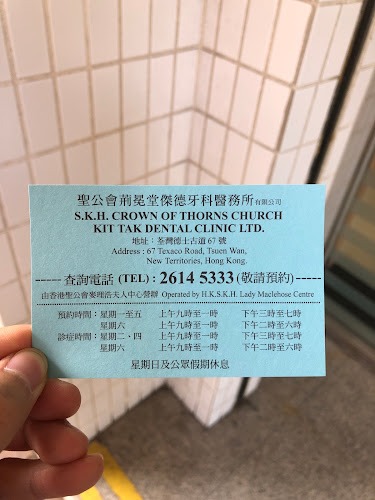 聖公會荊冕堂傑德牙科醫務所有限公司
S.K.H. CROWN OF THORNS CHURCH
KIT TAK DENTAL CLINIC LTD.
地址：荃灣德士古道 67 號
Address : 67 Texaco Road, Tsuen Wan,
New Territories, Hong Kong.
-----查詢電話 (TEL) : 2614 5333 (敬請預約)-----
由香港聖公會麥理浩夫人中心營辦 Operated by H.K.S.K.H. Lady Maclehose Centre
預約時間：星期一至五 上午九時至一時 下午三時至七時
星期六 上午九時至一時 下午二時至六時
診症時間：星期二、四 上午九時至一時 下午三時至七時
星期六 上午九時至一時 下午二時至六時
星期日及公眾假期休息